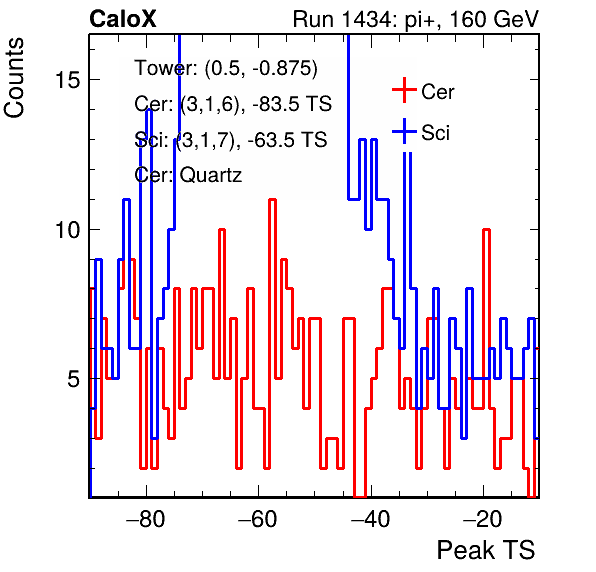 CaloX Run 1434: pi+, 160 GeV
Counts
Tower: (0.5, -0.875)
Cer: (3,1,6), -83.5 TS
Sci: (3,1,7), -63.5 TS
Cer: Quartz
Cer
Sci
15
10
5
−80 −60 −40 −20
Peak TS